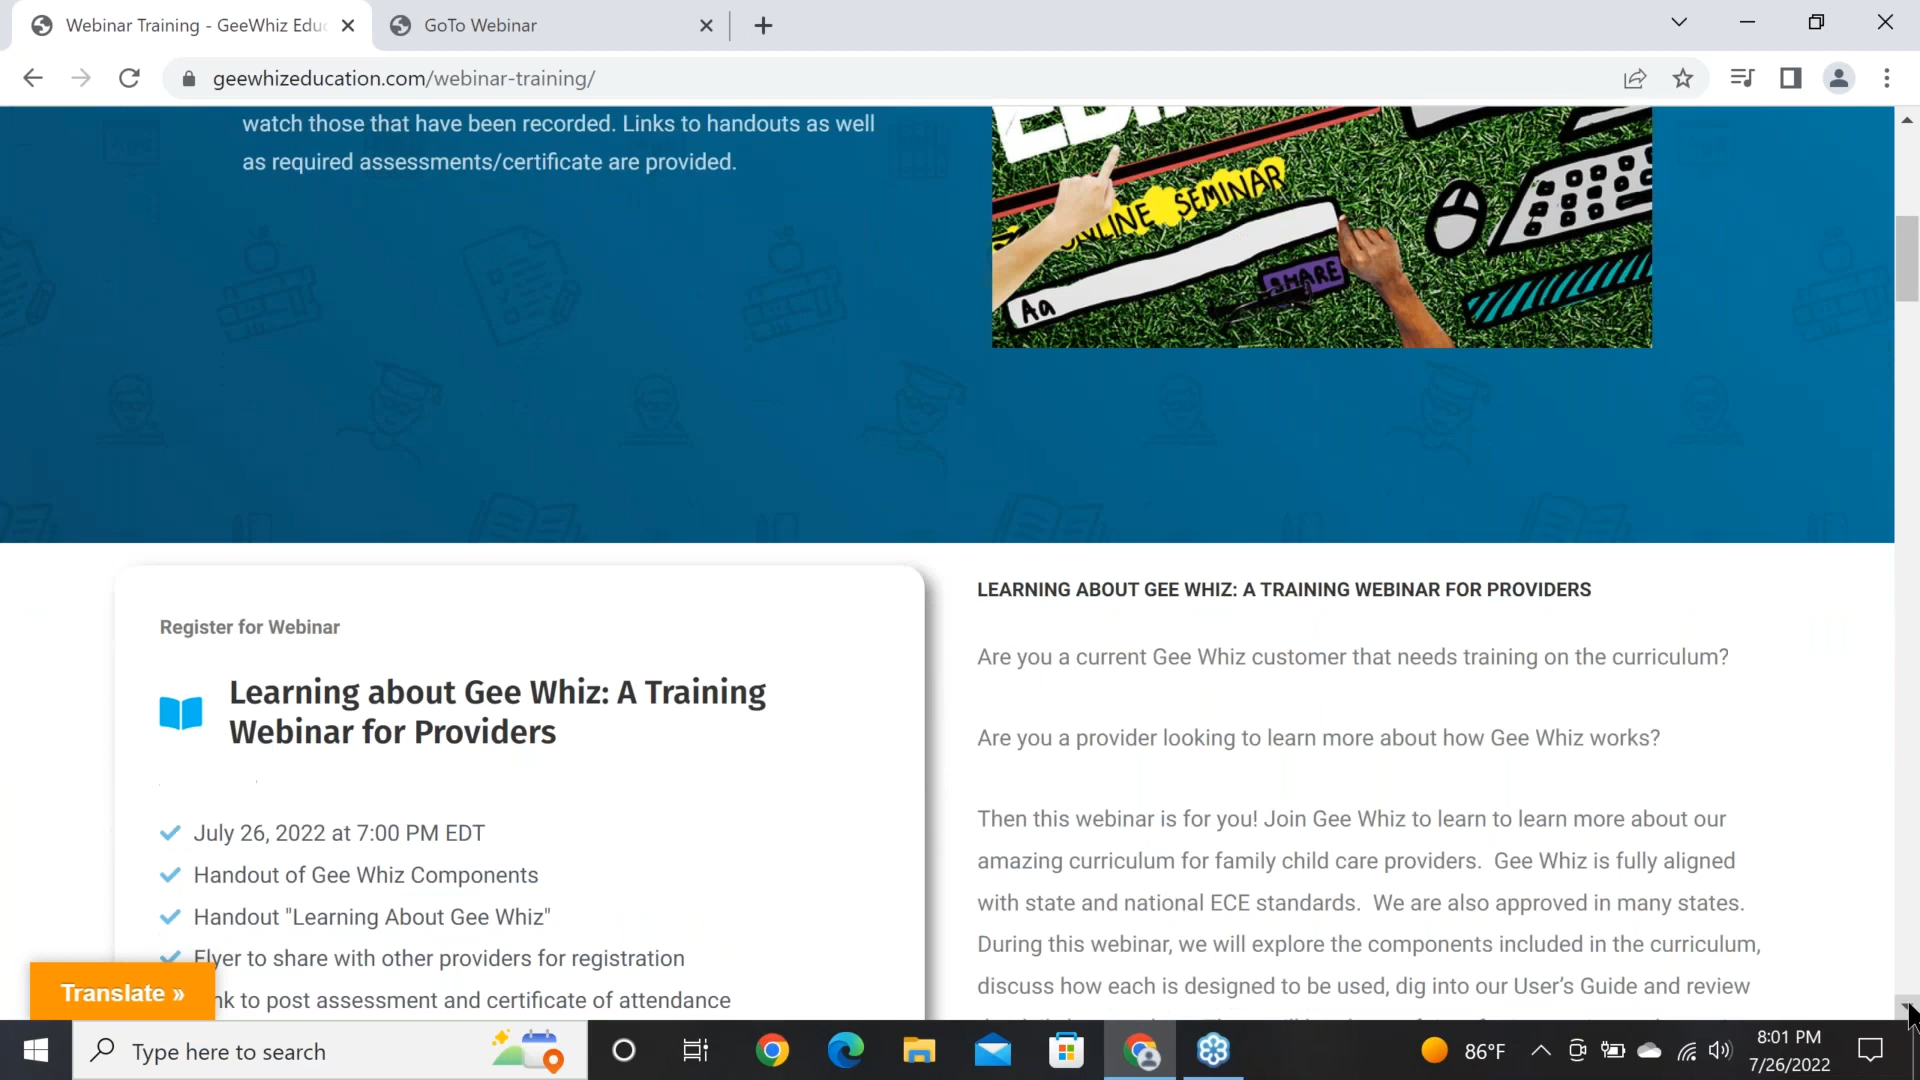 Webinar Training - GeeWhiz Educ
GoTo Webinar
geewhizeducation.com/webinar-training/
watch those that have been recorded. Links to handouts as well
as required assessments/certificate are provided.
ONLINE SEMINAR
SHARE
Aa
Register for Webinar
Learning about Gee Whiz: A Training
Webinar for Providers
July 26, 2022 at 7:00 PM EDT
Handout of Gee Whiz Components
Handout "Learning About Gee Whiz"
Flyer to share with other providers for registration
nk to post assessment and certificate of attendance
Translate »
LEARNING ABOUT GEE WHIZ: A TRAINING WEBINAR FOR PROVIDERS
Are you a current Gee Whiz customer that needs training on the curriculum?
Are you a provider looking to learn more about how Gee Whiz works?
Then this webinar is for you! Join Gee Whiz to learn to learn more about our
amazing curriculum for family child care providers. Gee Whiz is fully aligned
with state and national ECE standards. We are also approved in many states.
During this webinar, we will explore the components included in the curriculum,
discuss how each is designed to be used, dig into our User's Guide and review
Type here to search
86°F
8:01 PM
7/26/2022